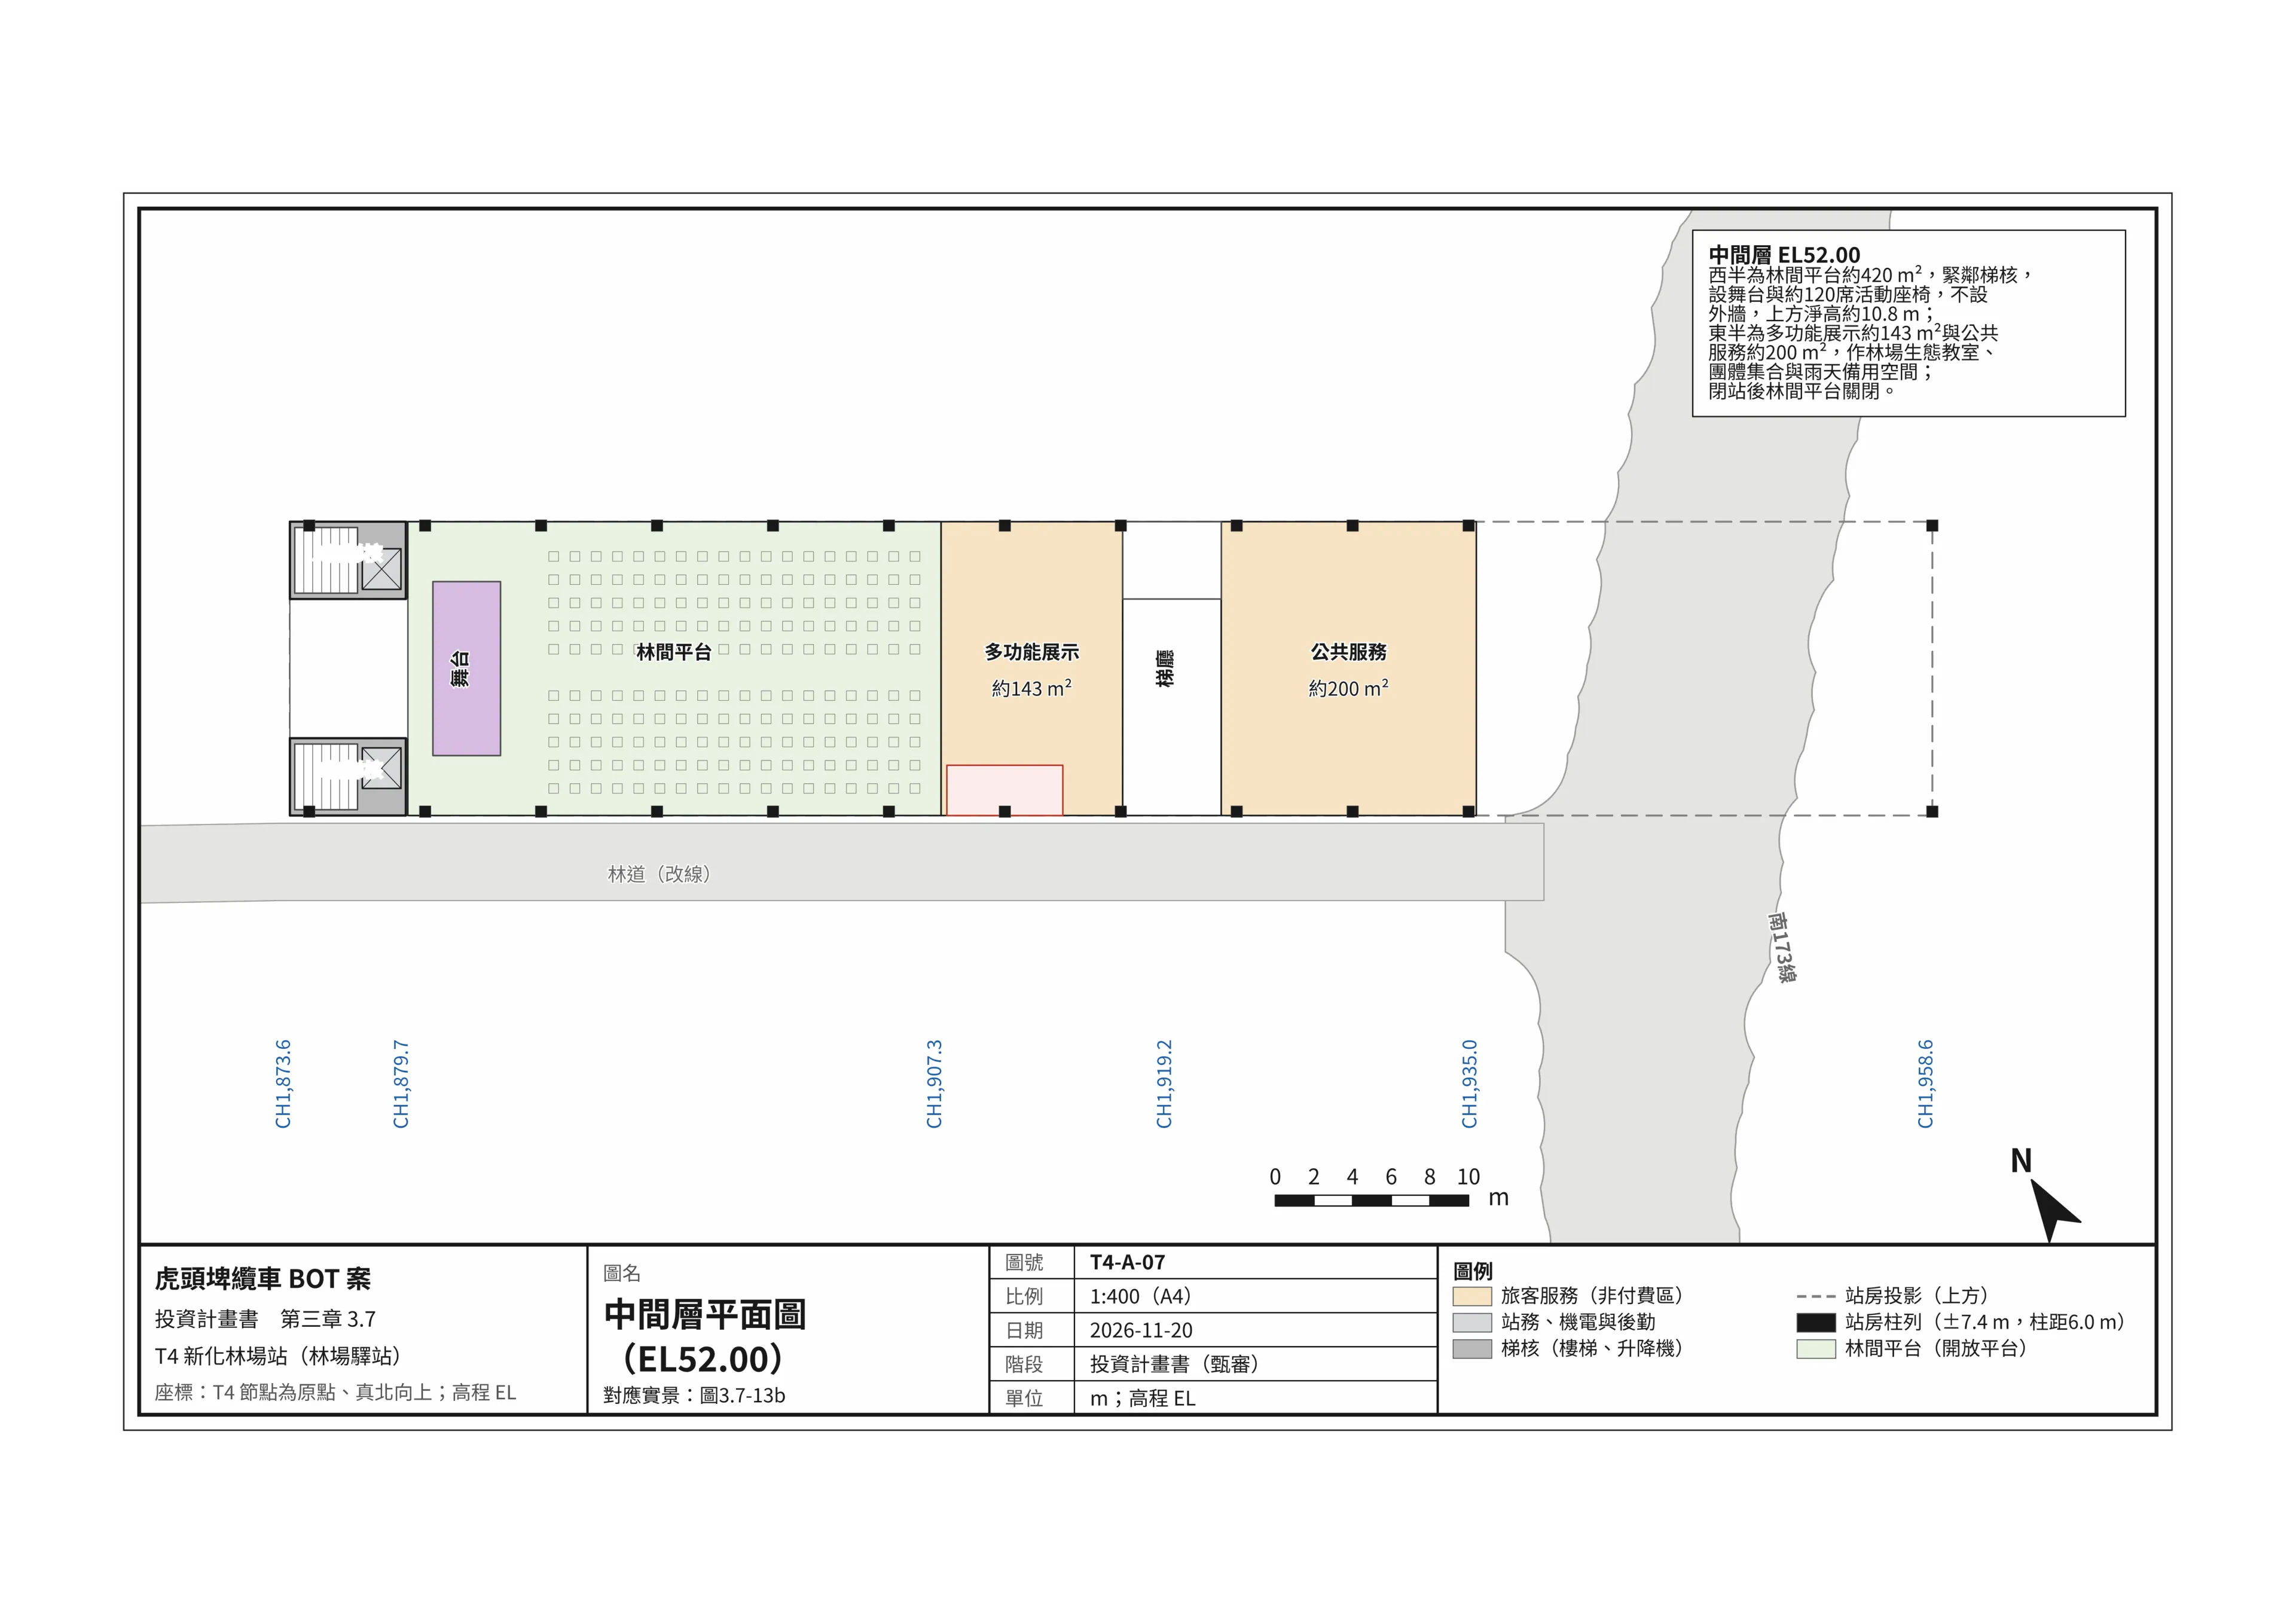 中間層 EL52.00
西半為林間平台約420 m²，緊鄰梯核，
設舞台與約120席活動座椅，不設
外牆，上方淨高約10.8 m；
東半為多功能展示約143 m²與公共
服務約200 m²，作林場生態教室、
團體集合與雨天備用空間；
閉站後林間平台關閉。
舞台
林間平台
多功能展示
約143 m²
梯廳
公共服務
約200 m²
林道（改線）
南173線
CH1,873.6
CH1,879.7
CH1,907.3
CH1,919.2
CH1,935.0
CH1,958.6
0 2 4 6 8 10 m
N
虎頭埤纜車 BOT 案
投資計畫書　第三章 3.7
T4 新化林場站（林場驛站）
座標：T4 節點為原點、真北向上；高程 EL
圖名
中間層平面圖
（EL52.00）
對應實景：圖3.7-13b
圖號 T4-A-07
比例 1:400（A4）
日期 2026-11-20
階段 投資計畫書（甄審）
單位 m；高程 EL
圖例
旅客服務（非付費區）
站務、機電與後勤
梯核（樓梯、升降機）
站房投影（上方）
站房柱列（±7.4 m，柱距6.0 m）
林間平台（開放平台）